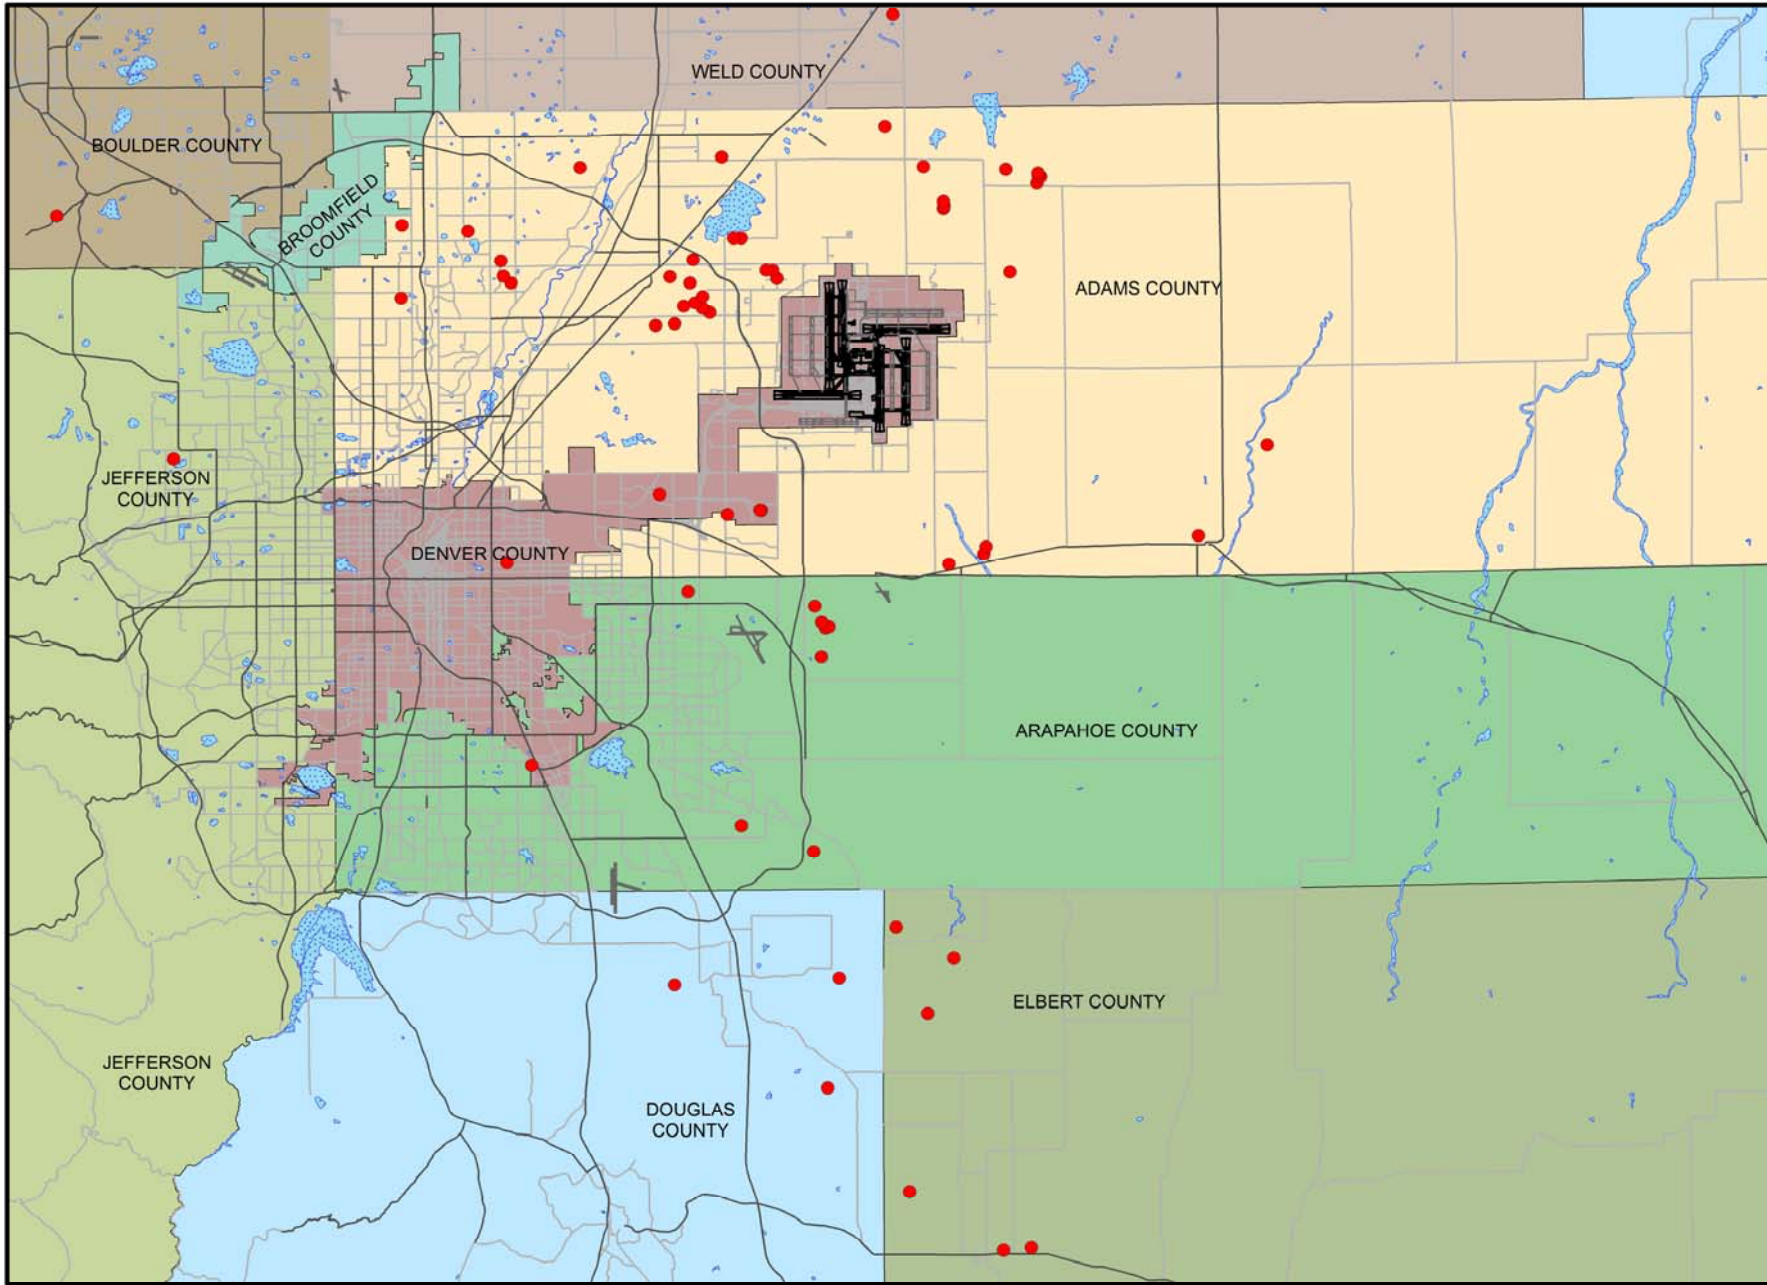 WELD COUNTY
BOULDER COUNTY
BROOMFIELD
COUNTY
ADAMS COUNTY
JEFFERSON
COUNTY
DENVER COUNTY
ARAPAHOE COUNTY
ELBERT COUNTY
JEFFERSON
COUNTY
DOUGLAS
COUNTY